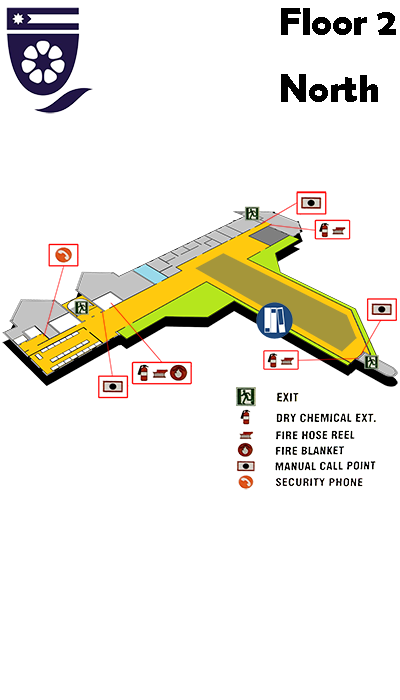 Floor 2
North
EXIT
DRY CHEMICAL EXT.
FIRE HOSE REEL
FIRE BLANKET
MANUAL CALL POINT
SECURITY PHONE